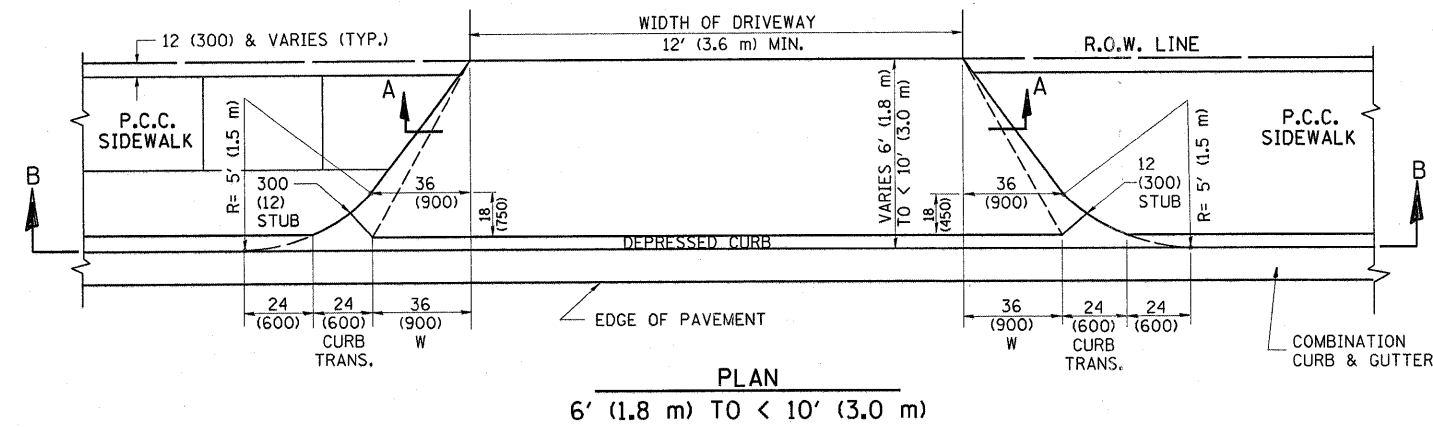 WIDTH OF DRIVEWAY
12' (3.6 m) MIN.
12 (300) & VARIES (TYP.)
R.O.W. LINE
A
A
P.C.C.
SIDEWALK
P.C.C.
SIDEWALK
R= 5' (1.5 m)
VARIES 6' (1.8 m)
TO < 10' (3.0 m)
R= 5' (1.5 m)
B
B
300
(12)
STUB
36
(900)
18
(750)
36
(900)
18
(450)
12
(300)
STUB
DEPRESSED CURB
24
(600)
24
(600)
CURB
TRANS.
36
(900)
W
EDGE OF PAVEMENT
36
(900)
W
24
(600)
CURB
TRANS.
24
(600)
COMBINATION
CURB & GUTTER
PLAN
6' (1.8 m) TO < 10' (3.0 m)